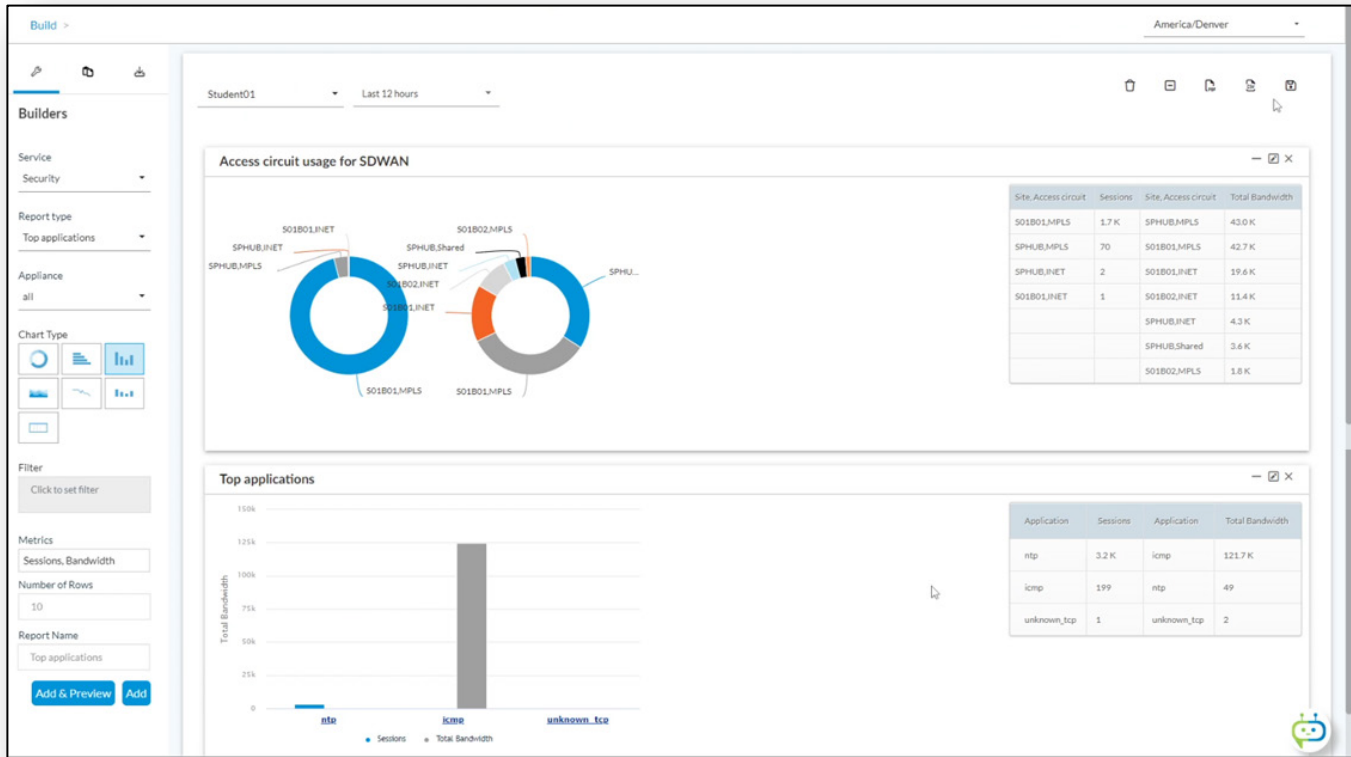 Build >
America/Denver
Builders
Service
Security
Report type
Top applications
Appliance
all
Chart Type
Filter
Click to set filter
Metrics
Sessions, Bandwidth
Number of Rows
10
Report Name
Top applications
Add & Preview Add
Student01 Last 12 hours
Access circuit usage for SDWAN
S01B01,INET
SPHUB,INET
SPHUB,MPLS
S01B01,MPLS
S01B02,MPLS
SPHUB,Shared
SPHUB,INET
S01B02,INET
S01B01,INET
SPHU...
S01B01,MPLS
Site, Access circuit Sessions Site, Access circuit Total Bandwidth
S01B01,MPLS 1.7 K SPHUB,MPLS 43.0 K
SPHUB,MPLS 70 S01B01,MPLS 42.7 K
SPHUB,INET 2 S01B01,INET 19.6 K
S01B01,INET 1 S01B02,INET 11.4 K
SPHUB,INET 4.3 K
SPHUB,Shared 3.6 K
S01B02,MPLS 1.8 K
Top applications
Total Bandwidth
150k
125k
100k
75k
50k
25k
0
ntp icmp unknown_tcp
Sessions Total Bandwidth
Application Sessions Application Total Bandwidth
ntp 3.2 K icmp 121.7 K
icmp 199 ntp 49
unknown_tcp 1 unknown_tcp 2